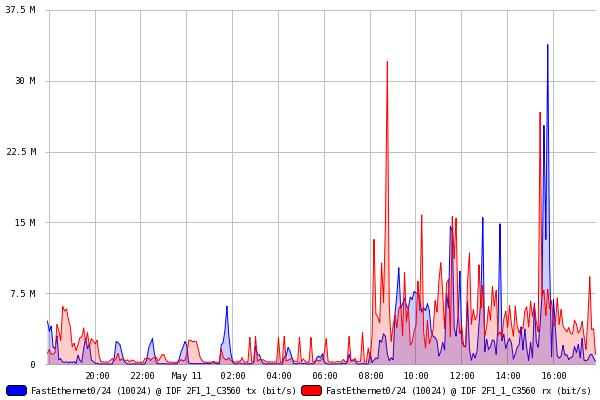 37.5 M
30 M
22.5 M
15 M
7.5 M
0
20:00 22:00 May 11 02:00 04:00 06:00 08:00 10:00 12:00 14:00 16:00
FastEthernet0/24 (10024) @ IDF 2F1_1_C3560 tx (bit/s) FastEthernet0/24 (10024) @ IDF 2F1_1_C3560 rx (bit/s)